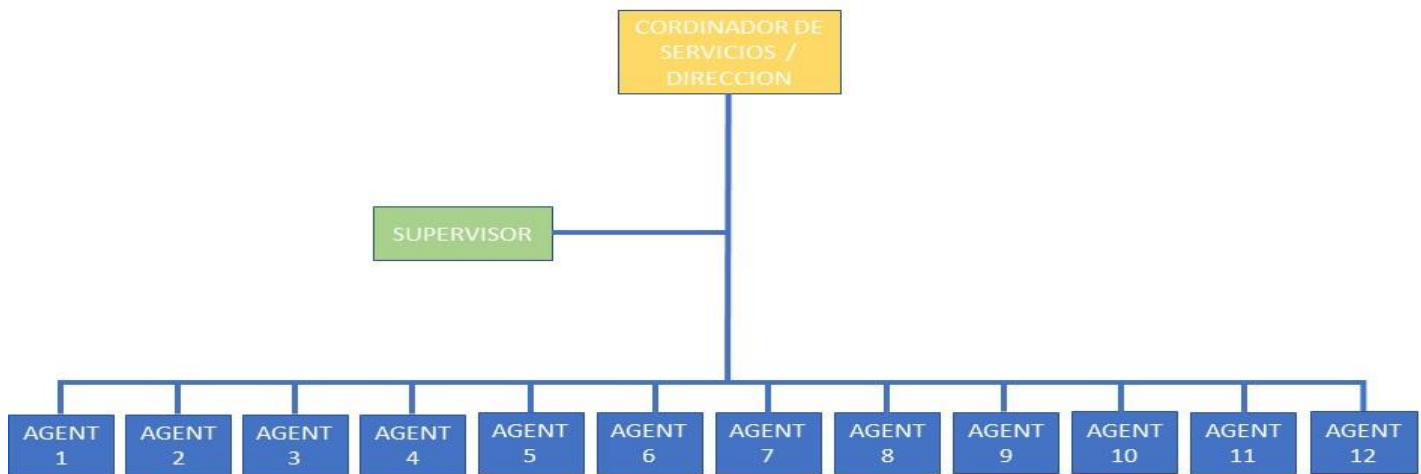 CORDINADOR DE
SERVICIOS /
DIRECCION
SUPERVISOR
AGENT
1
AGENT
2
AGENT
3
AGENT
4
AGENT
5
AGENT
6
AGENT
7
AGENT
8
AGENT
9
AGENT
10
AGENT
11
AGENT
12